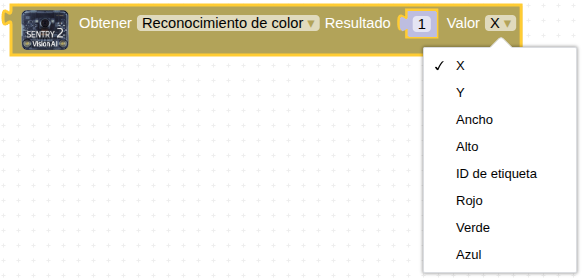 SENTRY 2
Vision AI
Obtener Reconocimiento de color ▾ Resultado 1 Valor X ▾
✓ X
Y
Ancho
Alto
ID de etiqueta
Rojo
Verde
Azul